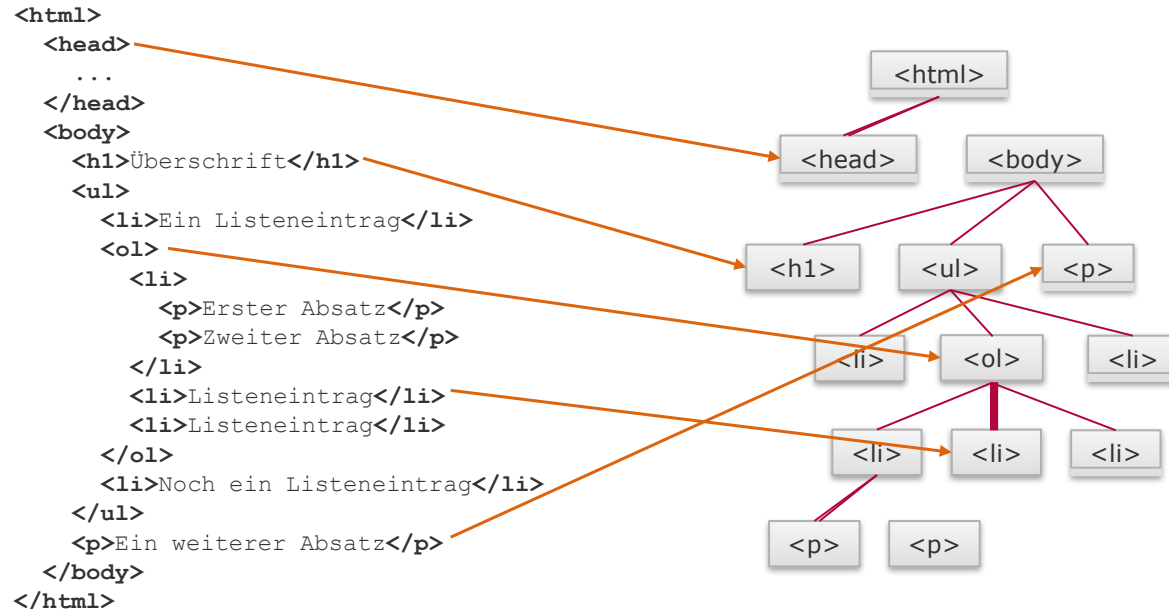 <html>
<head>
...
</head>
<body>
<h1>Überschrift</h1>
<ul>
<li>Ein Listeneintrag</li>
<ol>
<li>
<p>Erster Absatz</p>
<p>Zweiter Absatz</p>
</li>
<li>Listeneintrag</li>
<li>Listeneintrag</li>
</ol>
<li>Noch ein Listeneintrag</li>
</ul>
<p>Ein weiterer Absatz</p>
</body>
</html>
<html>
<head> <body>
<h1> <ul> <p>
<li> <ol> <li>
<li> <li> <li>
<p> <p>